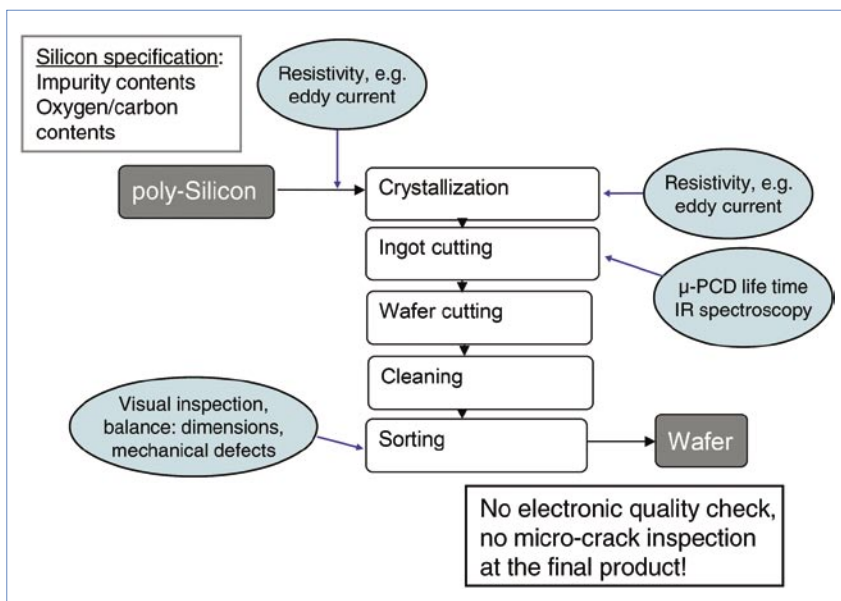 Silicon specification:
Impurity contents
Oxygen/carbon
contents
Resistivity, e.g.
eddy current
poly-Silicon
Crystallization
Resistivity, e.g.
eddy current
Ingot cutting
µ-PCD life time
IR spectroscopy
Wafer cutting
Cleaning
Visual inspection,
balance: dimensions,
mechanical defects
Sorting
Wafer
No electronic quality check,
no micro-crack inspection
at the final product!